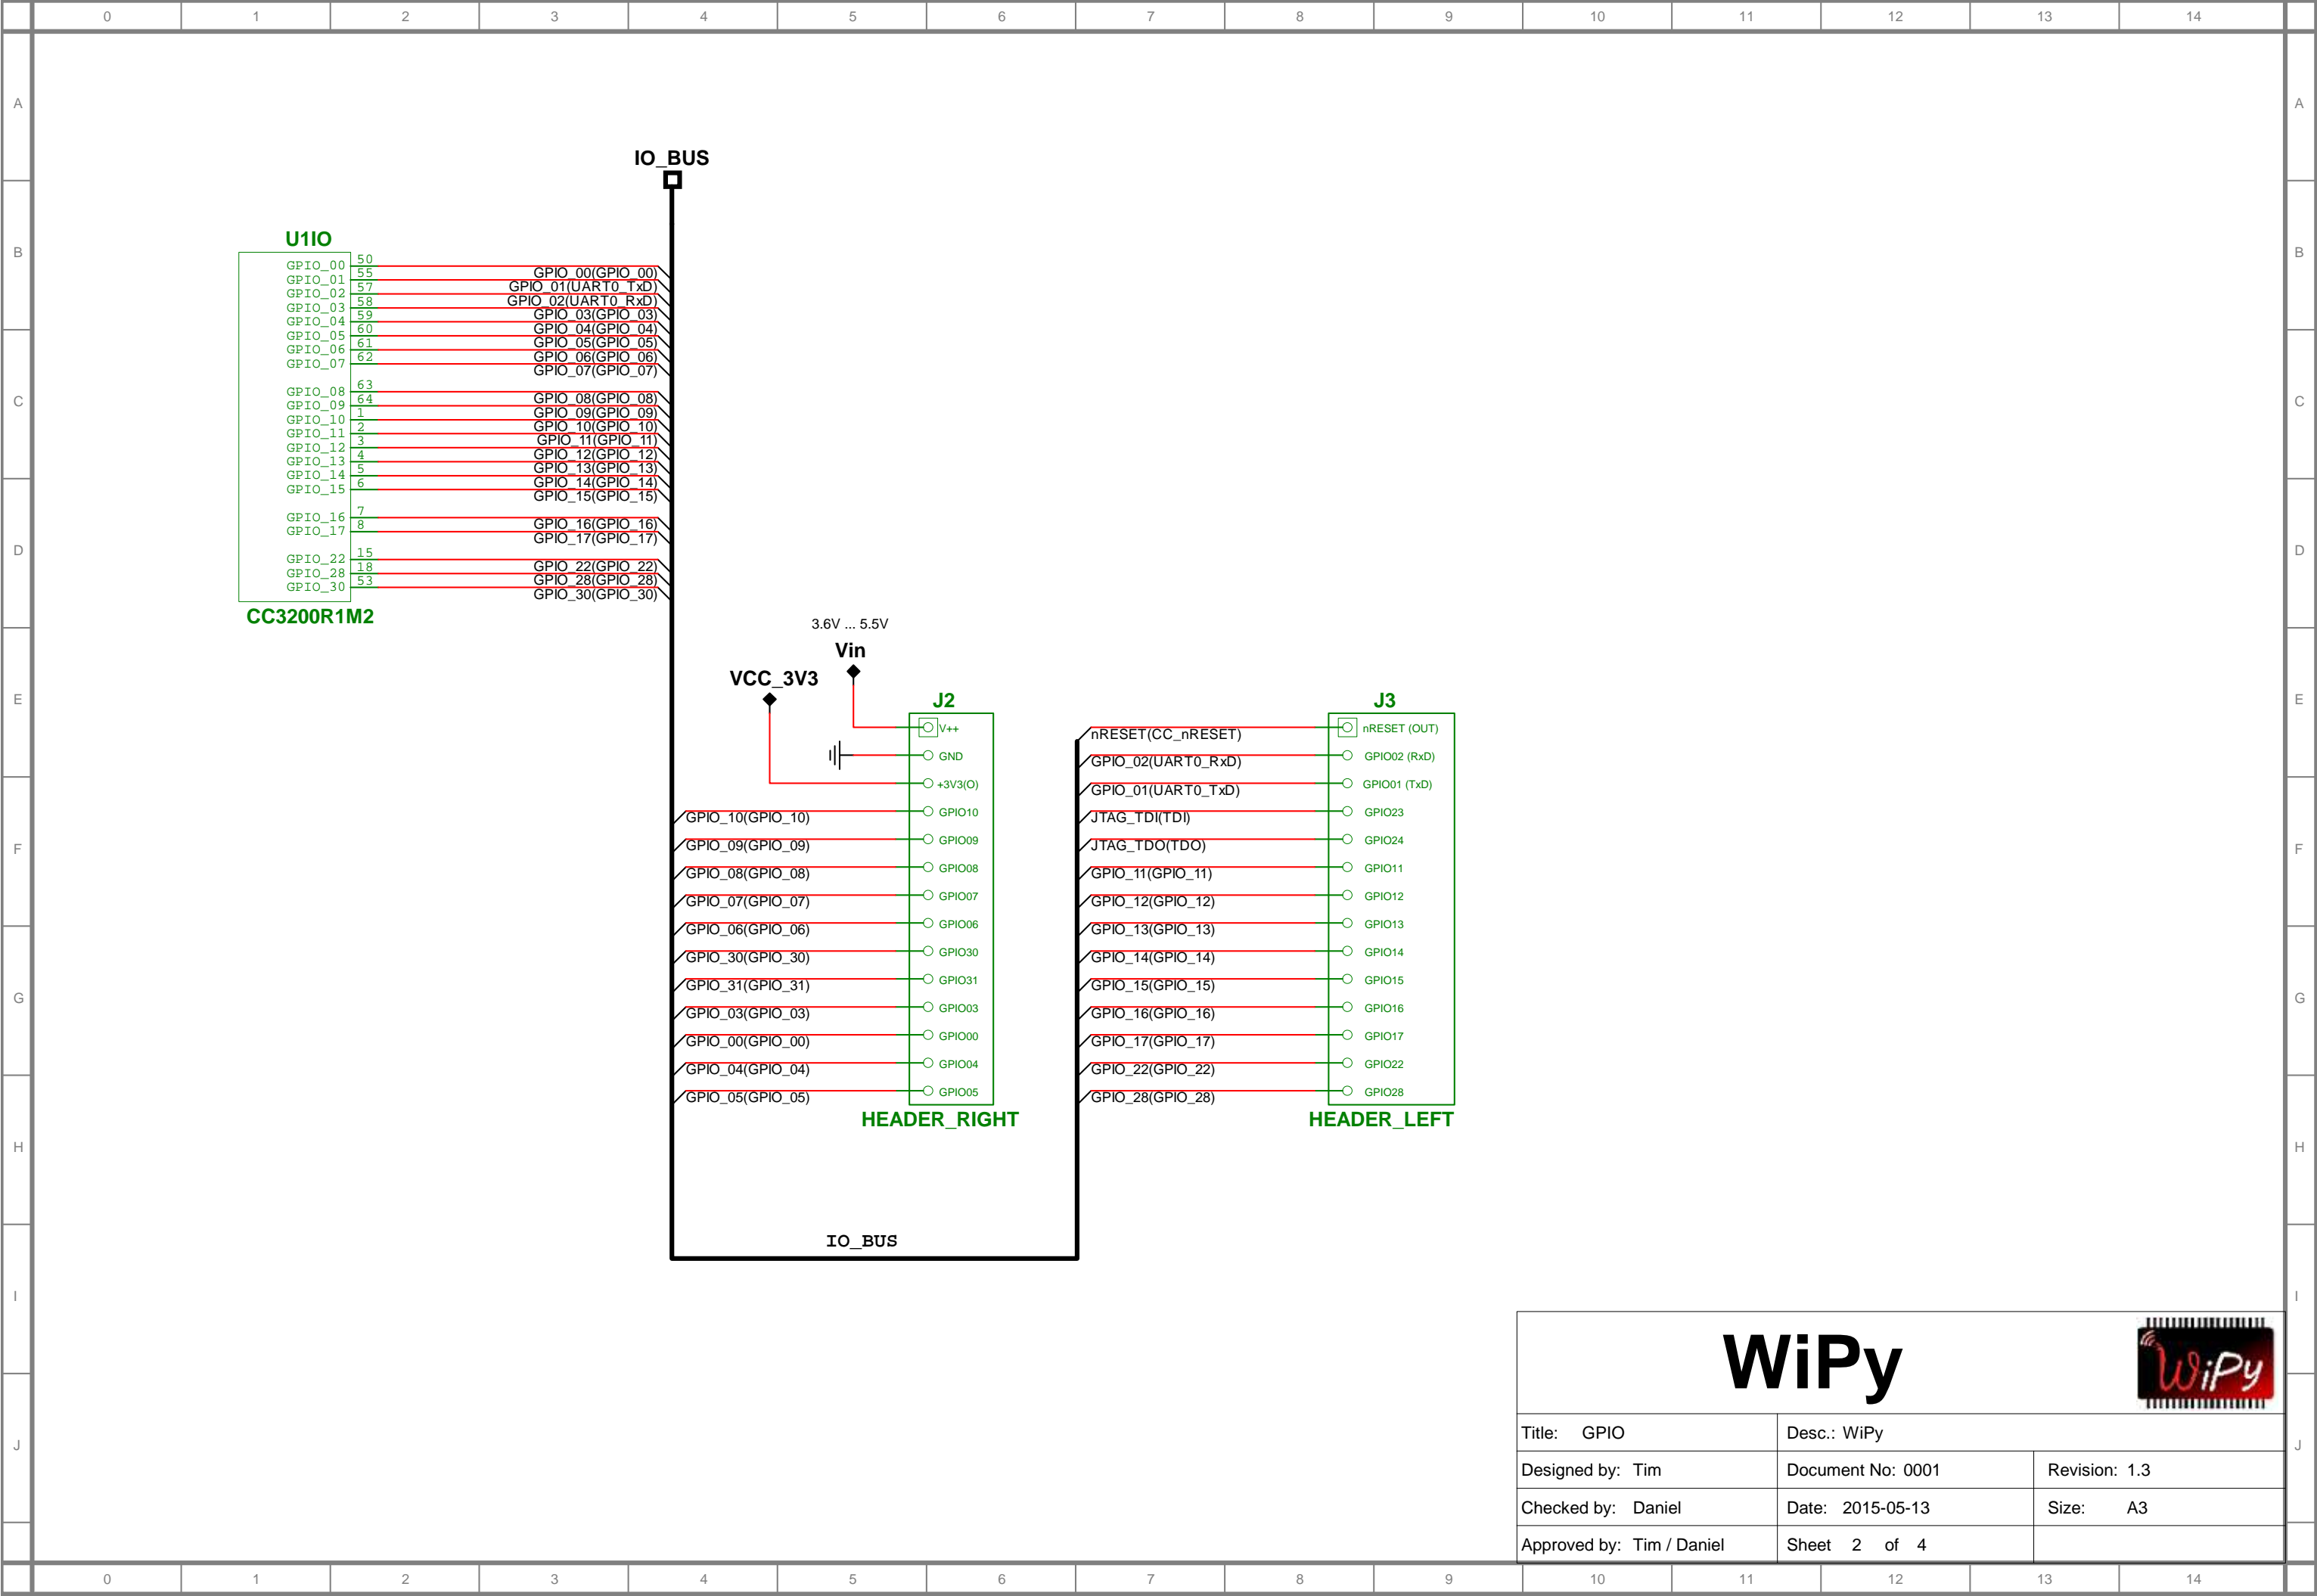 0 1 2 3 4 5 6 7 8 9 10 11 12 13 14
A A
B B
C C
D D
E E
F F
G G
H H
I I
J J
IO_BUS
U1IO
GPIO_00 50 GPIO_00(GPIO_00)
GPIO_01 55 GPIO_01(UART0_TxD)
GPIO_02 57 GPIO_02(UART0_RxD)
GPIO_03 58 GPIO_03(GPIO_03)
GPIO_04 59 GPIO_04(GPIO_04)
GPIO_05 60 GPIO_05(GPIO_05)
GPIO_06 61 GPIO_06(GPIO_06)
GPIO_07 62 GPIO_07(GPIO_07)
GPIO_08 63 GPIO_08(GPIO_08)
GPIO_09 64 GPIO_09(GPIO_09)
GPIO_10 1 GPIO_10(GPIO_10)
GPIO_11 2 GPIO_11(GPIO_11)
GPIO_12 3 GPIO_12(GPIO_12)
GPIO_13 4 GPIO_13(GPIO_13)
GPIO_14 5 GPIO_14(GPIO_14)
GPIO_15 6 GPIO_15(GPIO_15)
GPIO_16 7 GPIO_16(GPIO_16)
GPIO_17 8 GPIO_17(GPIO_17)
GPIO_22 15 GPIO_22(GPIO_22)
GPIO_28 18 GPIO_28(GPIO_28)
GPIO_30 53 GPIO_30(GPIO_30)
CC3200R1M2
3.6V ... 5.5V
Vin
VCC_3V3
J2
V++
GND
+3V3(O)
GPIO_10(GPIO_10) GPIO10
GPIO_09(GPIO_09) GPIO09
GPIO_08(GPIO_08) GPIO08
GPIO_07(GPIO_07) GPIO07
GPIO_06(GPIO_06) GPIO06
GPIO_30(GPIO_30) GPIO30
GPIO_31(GPIO_31) GPIO31
GPIO_03(GPIO_03) GPIO03
GPIO_00(GPIO_00) GPIO00
GPIO_04(GPIO_04) GPIO04
GPIO_05(GPIO_05) GPIO05
HEADER_RIGHT
J3
nRESET(CC_nRESET) nRESET (OUT)
GPIO_02(UART0_RxD) GPIO02 (RxD)
GPIO_01(UART0_TxD) GPIO01 (TxD)
JTAG_TDI(TDI) GPIO23
JTAG_TDO(TDO) GPIO24
GPIO_11(GPIO_11) GPIO11
GPIO_12(GPIO_12) GPIO12
GPIO_13(GPIO_13) GPIO13
GPIO_14(GPIO_14) GPIO14
GPIO_15(GPIO_15) GPIO15
GPIO_16(GPIO_16) GPIO16
GPIO_17(GPIO_17) GPIO17
GPIO_22(GPIO_22) GPIO22
GPIO_28(GPIO_28) GPIO28
HEADER_LEFT
IO_BUS
WiPy WiPy
Title: GPIO Desc.: WiPy
Designed by: Tim Document No: 0001 Revision: 1.3
Checked by: Daniel Date: 2015-05-13 Size: A3
Approved by: Tim / Daniel Sheet 2 of 4
0 1 2 3 4 5 6 7 8 9 10 11 12 13 14